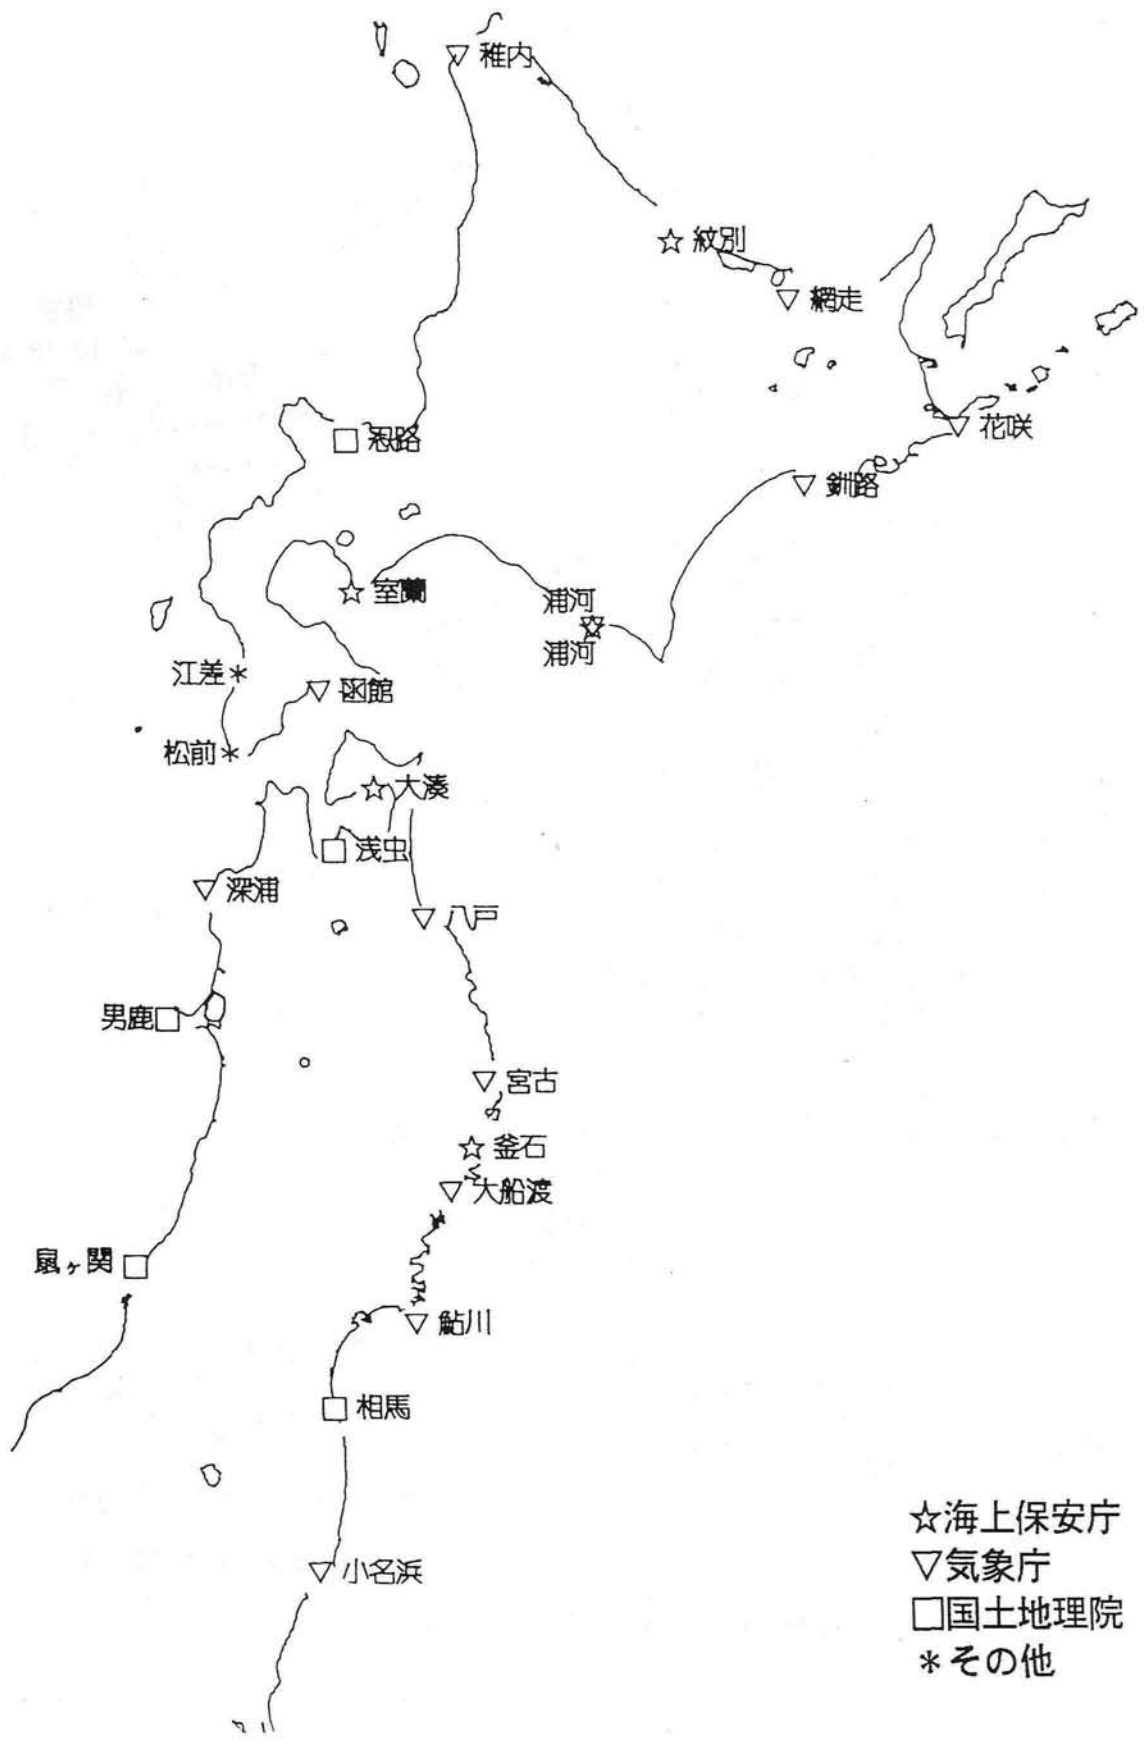 ▽稚内
☆紋別
▽網走
▽花咲
□忍路
▽釧路
☆室蘭
浦河
浦河
江差*
▽函館
松前*
☆大湊
□浅虫
▽深浦
▽八戸
男鹿□
▽宮古
☆釜石
▽大船渡
鼠ヶ関□
▽鮎川
□相馬
▽小名浜
☆海上保安庁
▽気象庁
□国土地理院
*その他